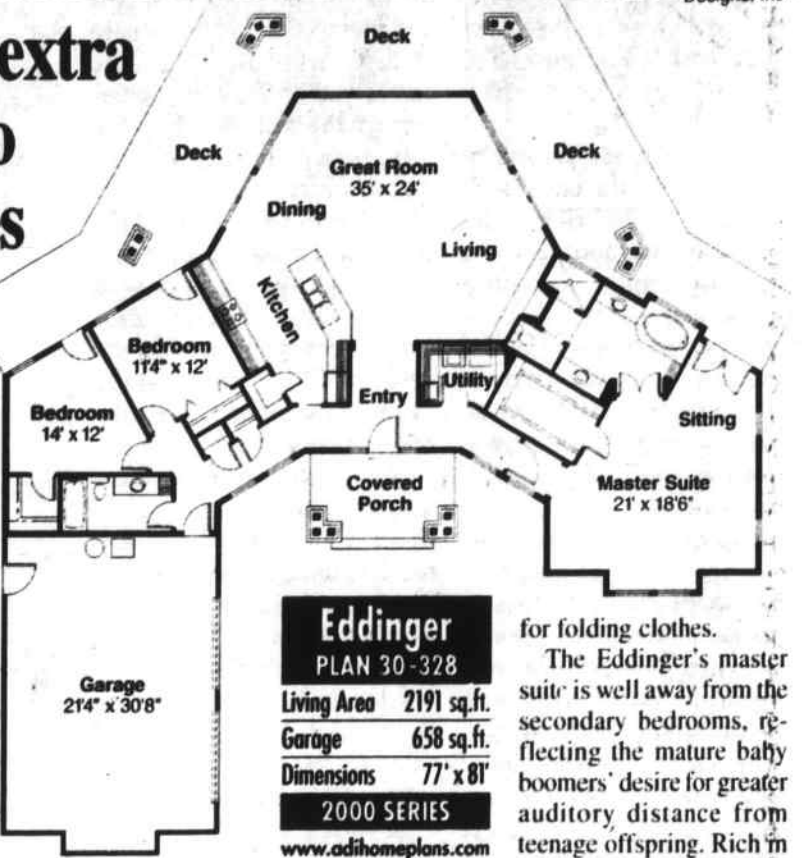 Designs, Inc
extra
o
s
Deck
Deck
Deck
Great Room
35' x 24'
Dining
Living
Kitchen
Bedroom
11'4" x 12'
Bedroom
14' x 12'
Entry
Utility
Sitting
Master Suite
21' x 18'6"
Covered
Porch
Garage
21'4" x 30'8"
Eddinger
PLAN 30-328
Living Area 2191 sq.ft.
Garage 658 sq.ft.
Dimensions 77' x 81'
2000 SERIES
www.adihomeplans.com
for folding clothes.
The Eddinger's master
suite is well away from the
secondary bedrooms, re-
flecting the mature baby
boomers' desire for greater
auditory distance from
teenage offspring. Rich in